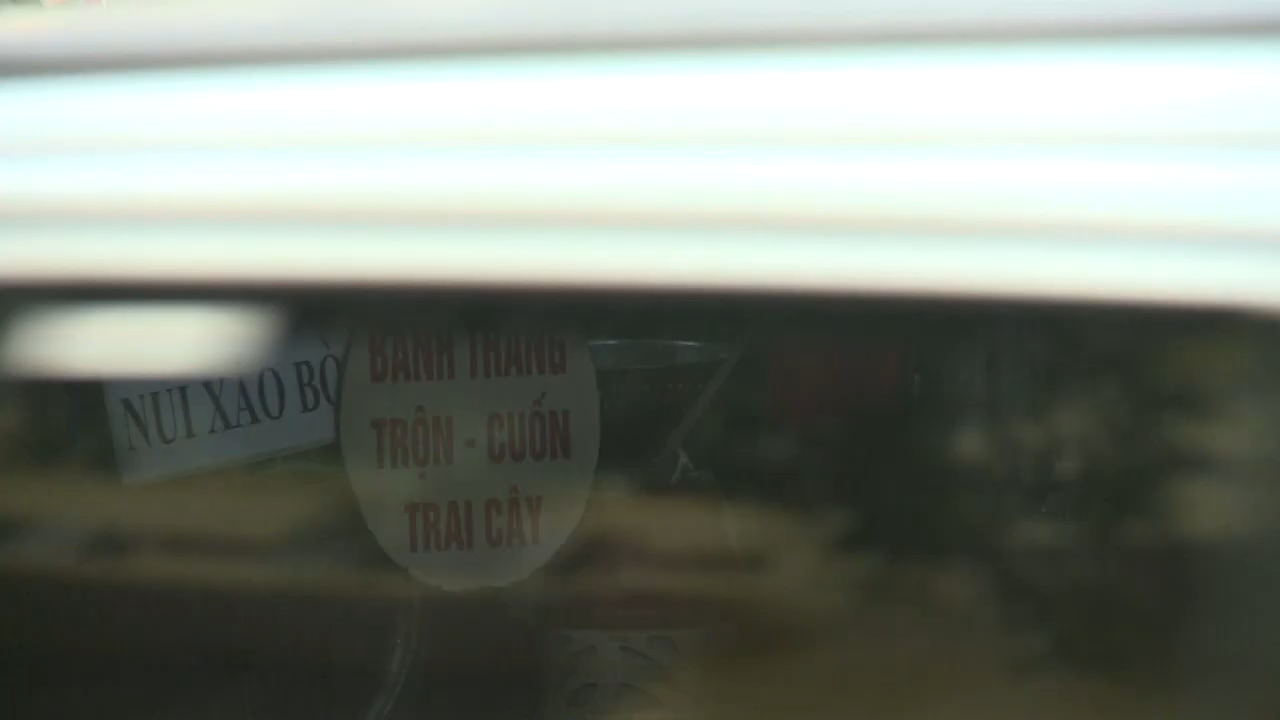 NUI XAO BÒ
BANH TRANG
TRỘN - CUỐN
TRAI CÂY